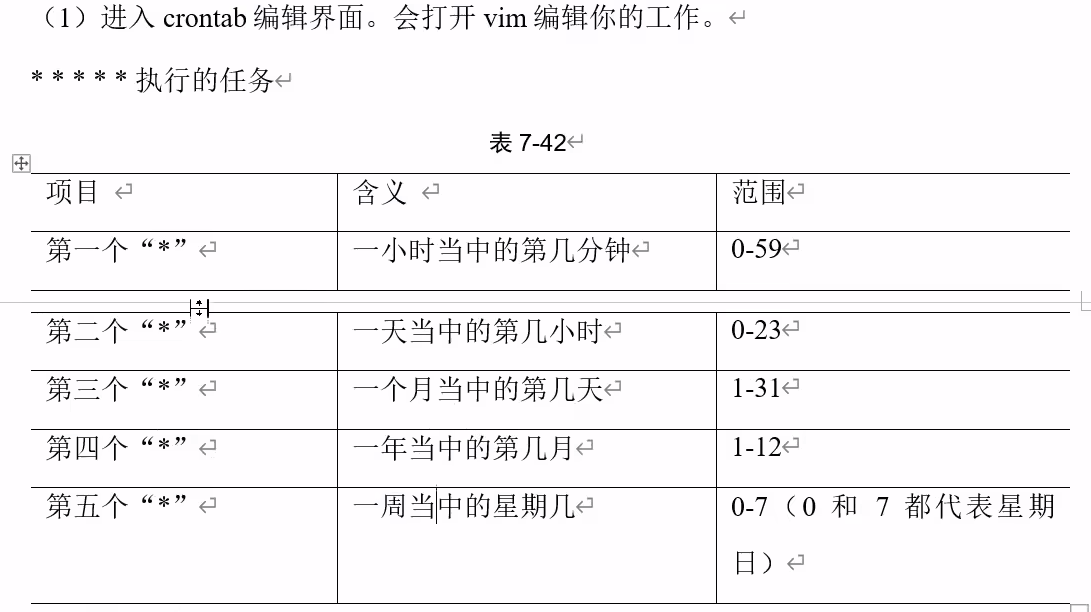 （1）进入 crontab 编辑界面。会打开 vim 编辑你的工作。
* * * * * 执行的任务
表 7-42
项目 含义 范围
第一个“*” 一小时当中的第几分钟 0-59
第二个“*” 一天当中的第几小时 0-23
第三个“*” 一个月当中的第几天 1-31
第四个“*” 一年当中的第几月 1-12
第五个“*” 一周当中的星期几 0-7（0 和 7 都代表星期
日）